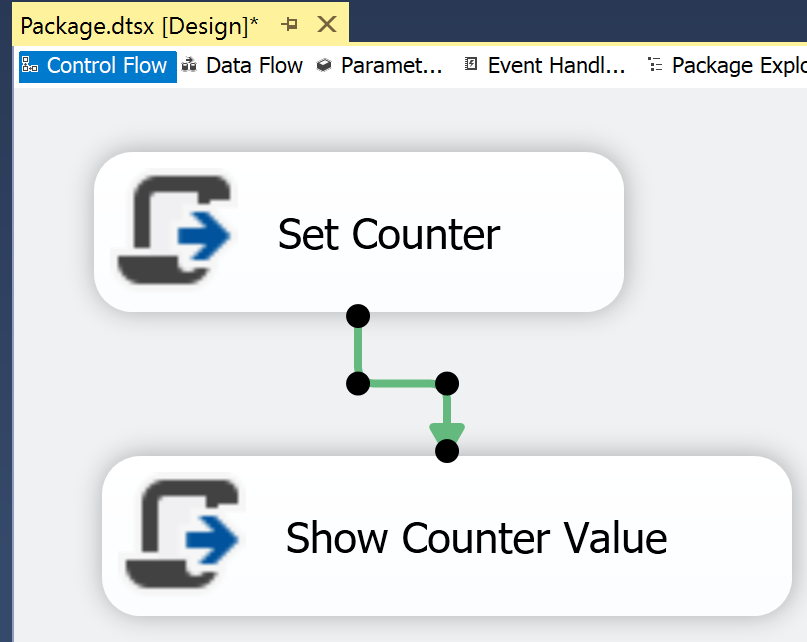 Package.dtsx [Design]*
Control Flow Data Flow Paramet... Event Handl... Package Explo
Set Counter
Show Counter Value